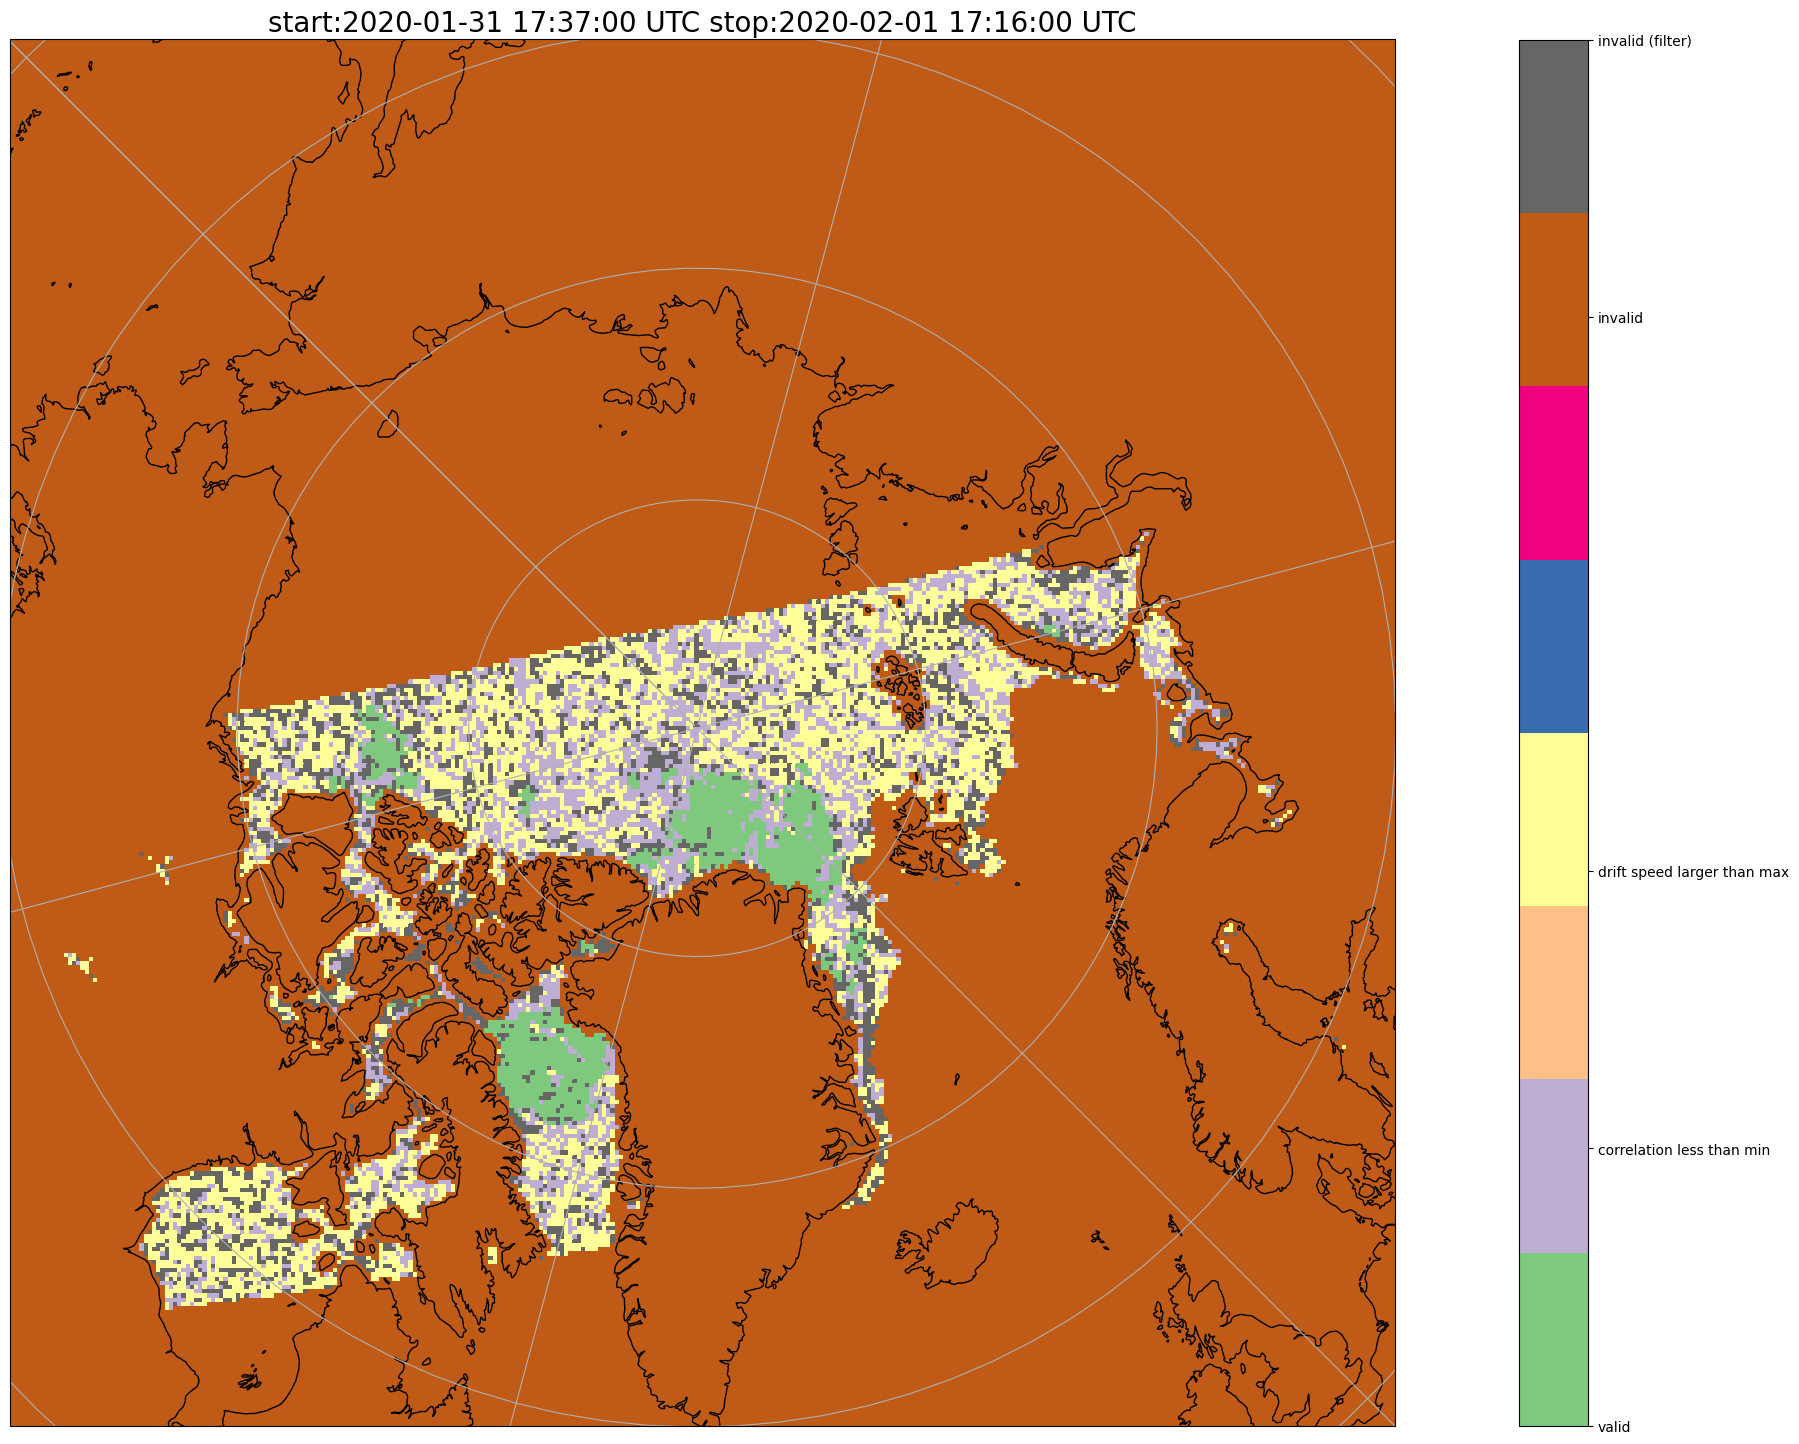 start:2020-01-31 17:37:00 UTC stop:2020-02-01 17:16:00 UTC
invalid (filter)
invalid
drift speed larger than max
correlation less than min
valid